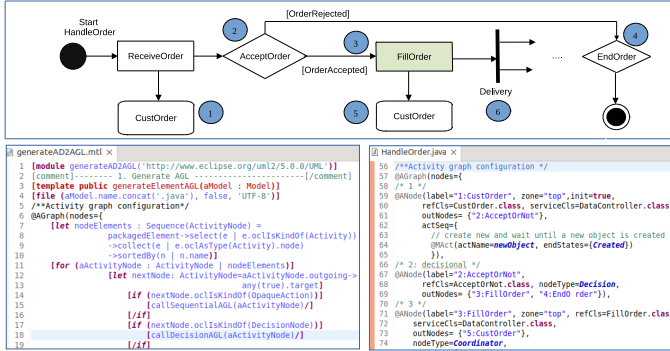 [OrderRejected]
Start
HandleOrder
2
4
ReceiveOrder
AcceptOrder
3
FillOrder
....
EndOrder
[OrderAccepted]
Delivery
CustOrder
1
5
CustOrder
6
generateAD2AGL.mtl
1 [module generateAD2AGL('http://www.eclipse.org/uml2/5.0.0/UML')]
2 [comment]-------- 1. Generate AGL --------------------[/comment]
3 [template public generateElementAGL(aModel : Model)]
4 [file (aModel.name.concat('.java'), false, 'UTF-8')]
5 /**Activity graph configuration*/
6 @AGraph(nodes={
7 [let nodeElements : Sequence(ActivityNode) =
8 packagedElement->select(e | e.oclIsKindOf(Activity))
9 ->collect(e | e.oclAsType(Activity).node)
10 ->sortedBy(n | n.name)]
11 [for (aActivityNode : ActivityNode | nodeElements)]
12 [let nextNode: ActivityNode=aActivityNode.outgoing->
13 any(true).target]
14 [if (nextNode.oclIsKindOf(OpaqueAction))]
15 [callSequentialAGL(aActivityNode)/]
16 [/if]
17 [if (nextNode.oclIsKindOf(DecisionNode))]
18 [callDecisionAGL(aActivityNode)/]
19 [/if]
HandleOrder.java
56 /**Activity graph configuration */
57 @AGraph(nodes={
58 /* 1 */
59 @ANode(label="1:CustOrder", zone="top",init=true,
60 refCls=CustOrder.class, serviceCls=DataController.class,
61 outNodes= {"2:AcceptOrNot"},
62 actSeq={
63 // create new and wait until a new object is created
64 @MAct(actName=newObject, endStates={Created})
65 }),
66 /* 2: decisional */
67 @ANode(label="2:AcceptOrNot",
68 refCls=AcceptOrNot.class, nodeType=Decision,
69 outNodes= {"3:FillOrder", "4:EndO rder"}),
70 /* 3 */
71 @ANode(label="3:FillOrder", zone="top", refCls=FillOrder.class,
72 serviceCls=DataController.class,
73 outNodes= {"5:CustOrder"},
74 nodeType=Coordinator,